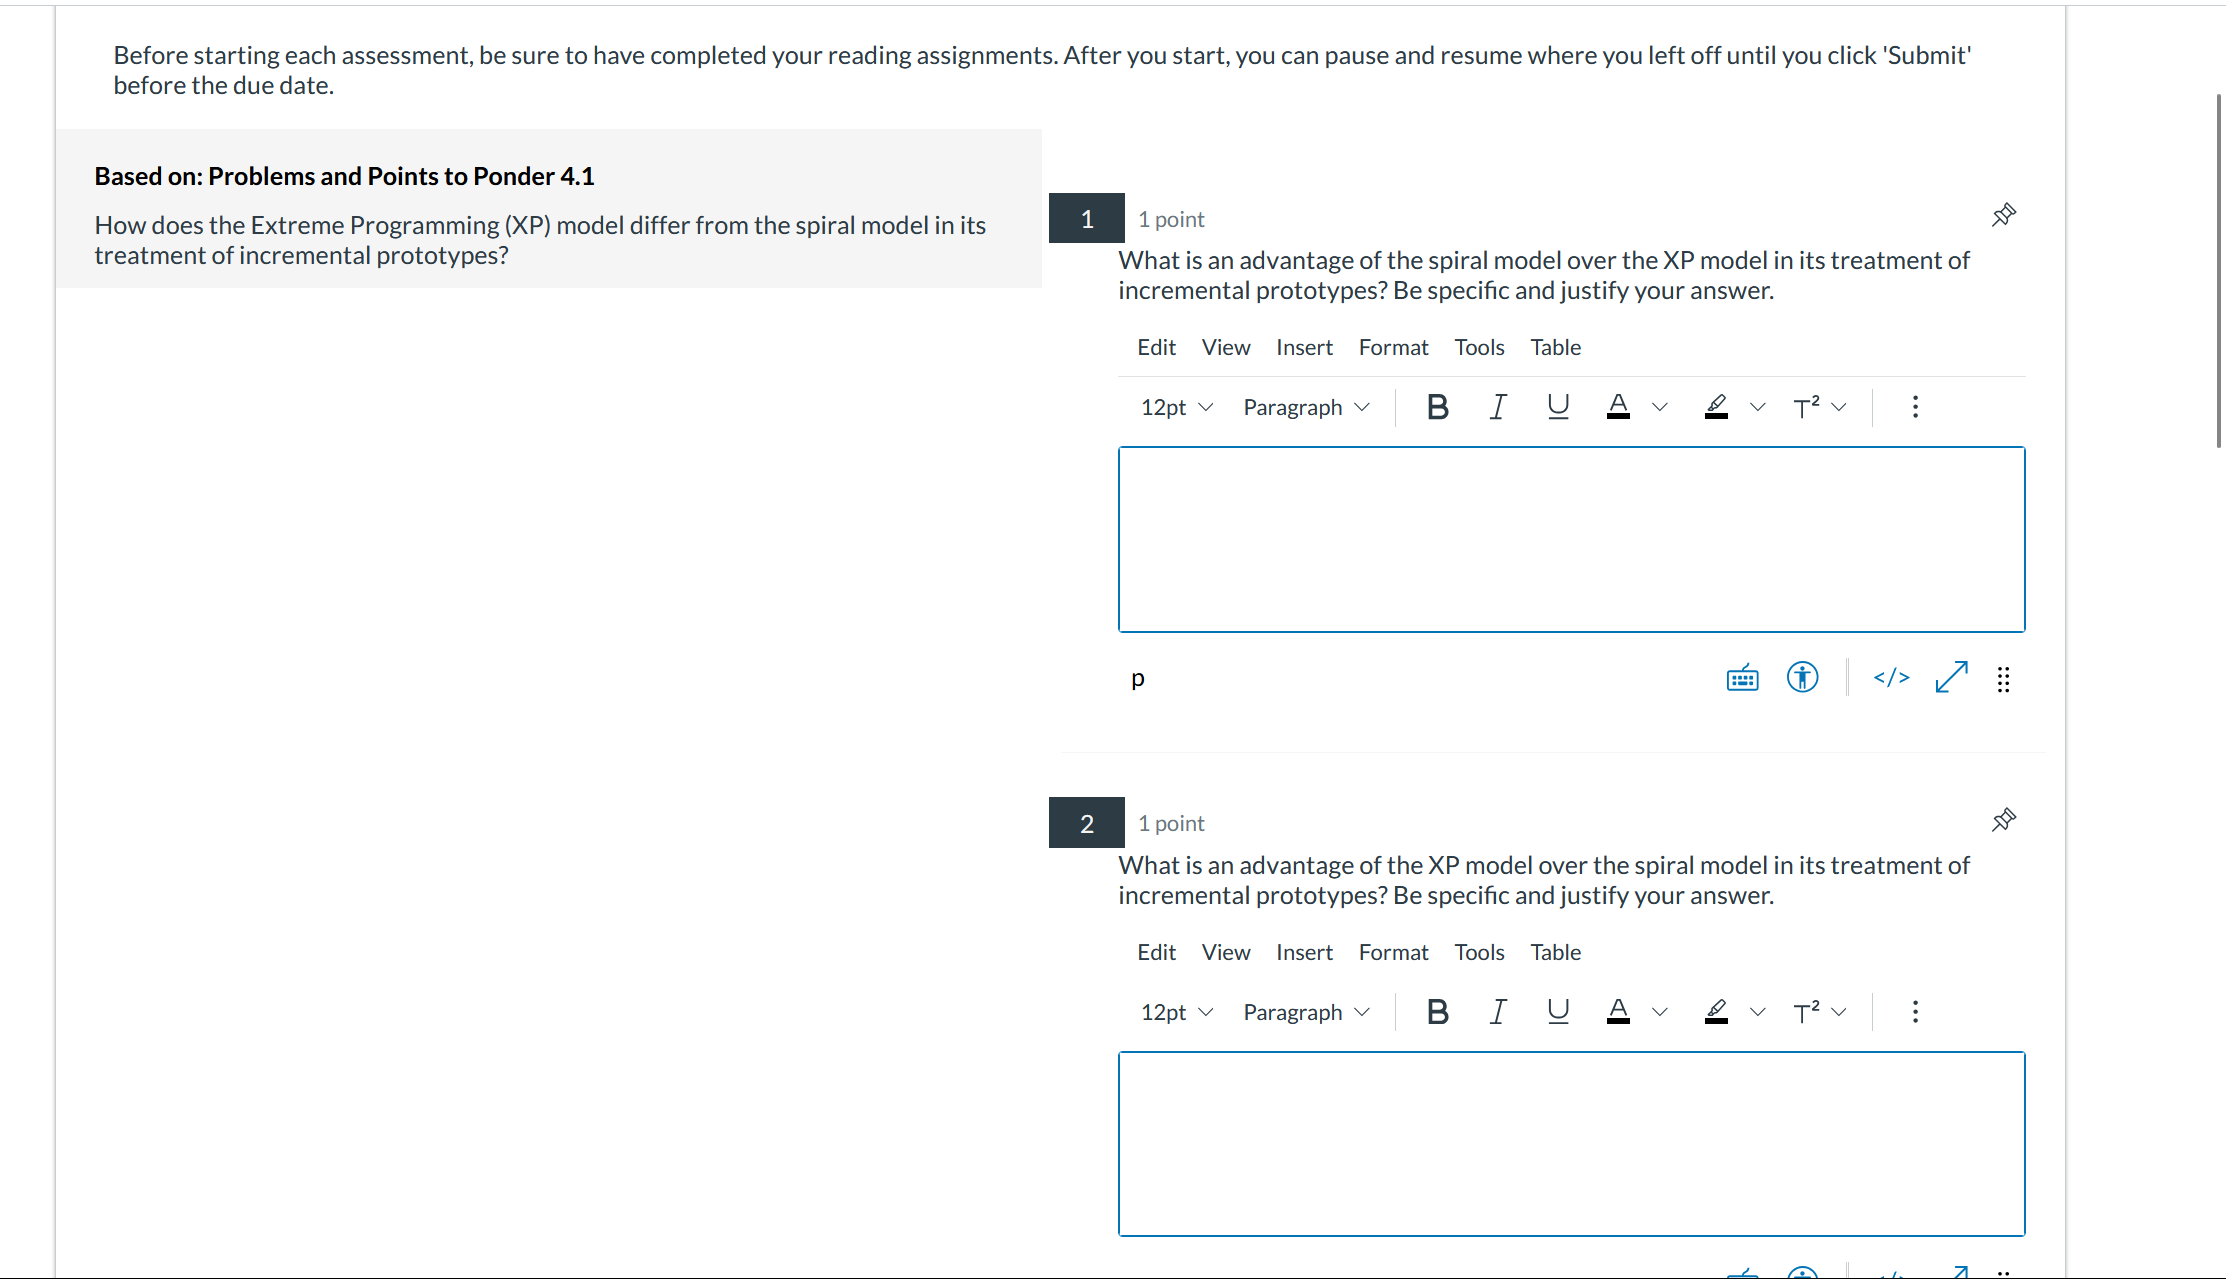 Before starting each assessment, be sure to have completed your reading assignments. After you start, you can pause and resume where you left off until you click 'Submit'
before the due date.
Based on: Problems and Points to Ponder 4.1
How does the Extreme Programming (XP) model differ from the spiral model in its
treatment of incremental prototypes?
1 1 point
What is an advantage of the spiral model over the XP model in its treatment of
incremental prototypes? Be specific and justify your answer.
Edit View Insert Format Tools Table
12pt Paragraph B I U A T²
p </>
2 1 point
What is an advantage of the XP model over the spiral model in its treatment of
incremental prototypes? Be specific and justify your answer.
Edit View Insert Format Tools Table
12pt Paragraph B I U A T²